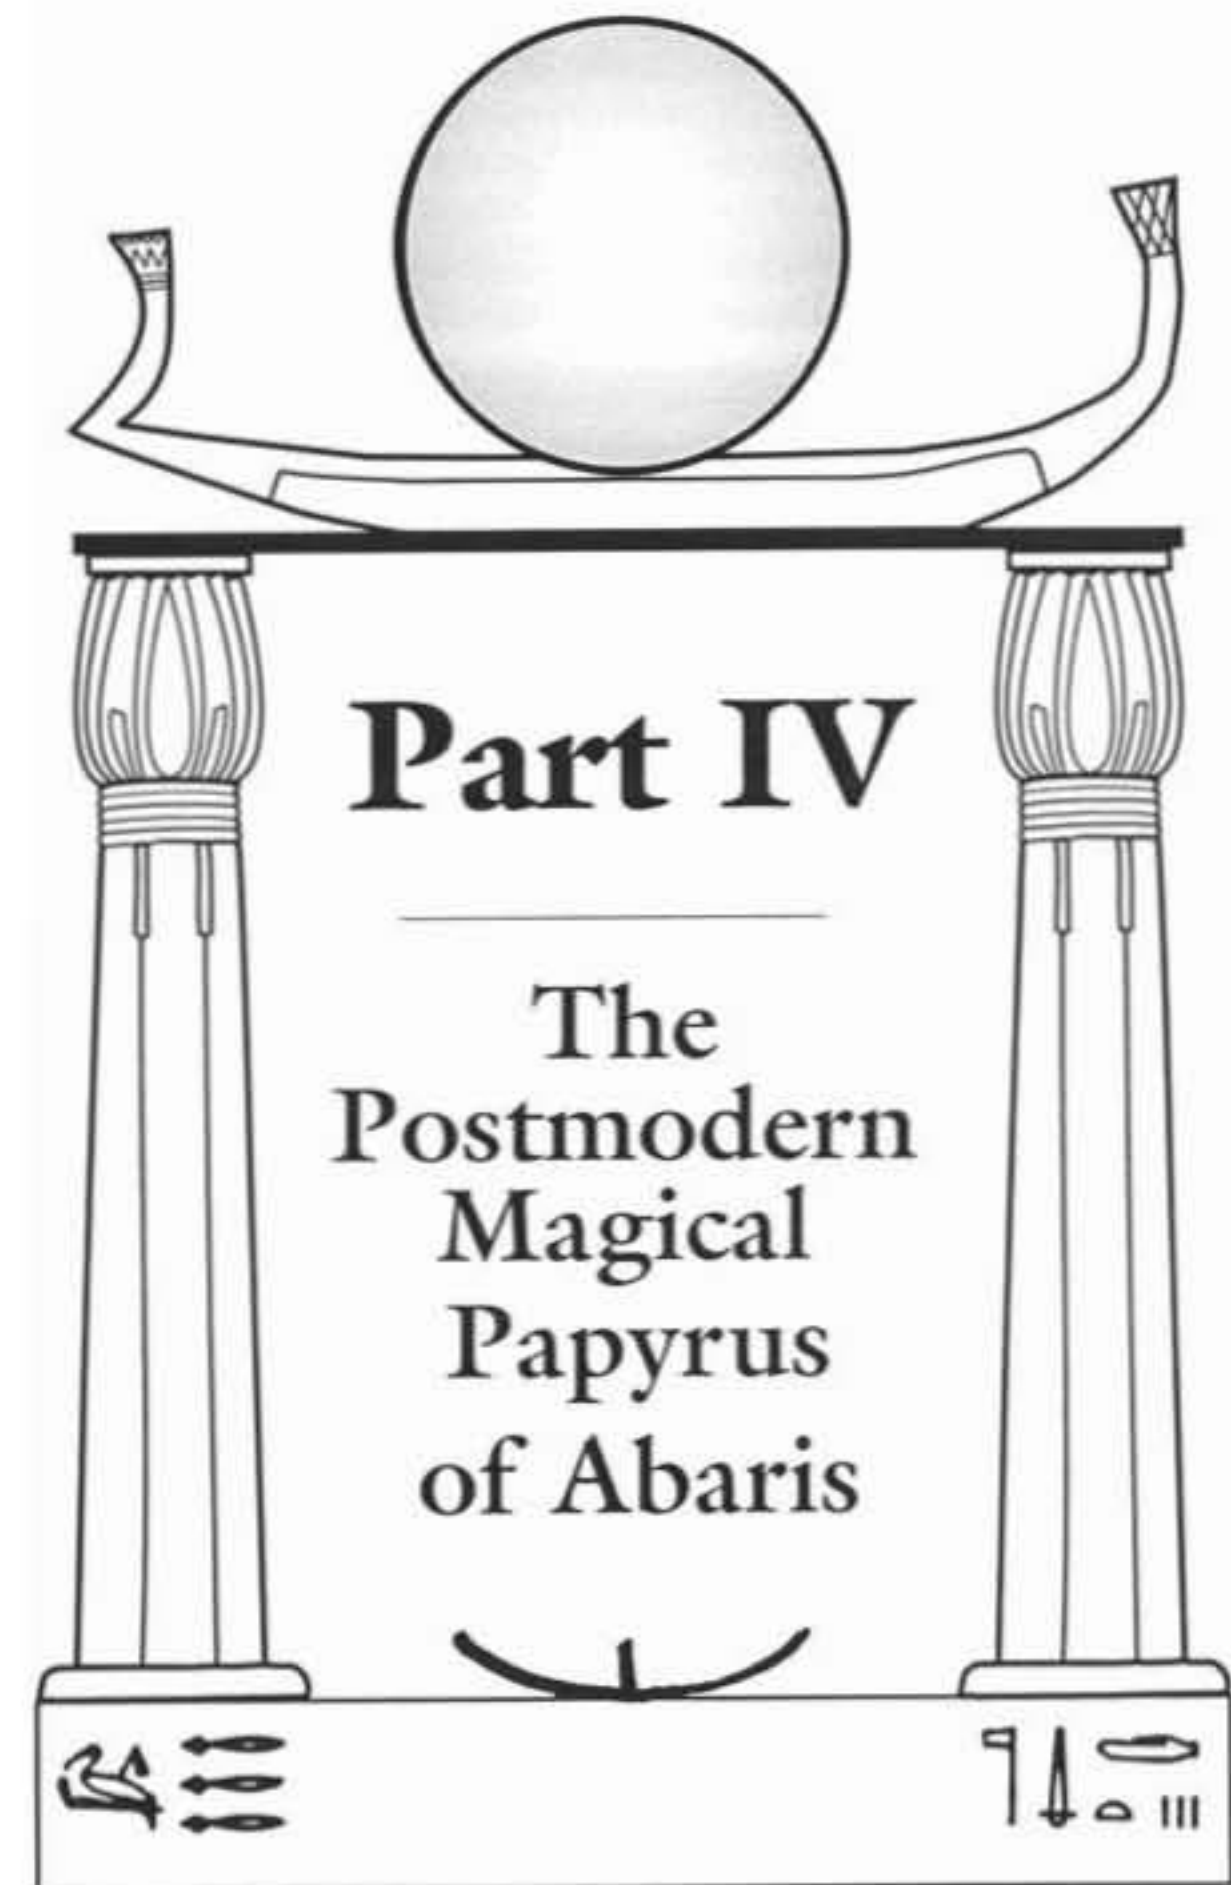 Part IV
The
Postmodern
Magical
Papyrus
of Abaris